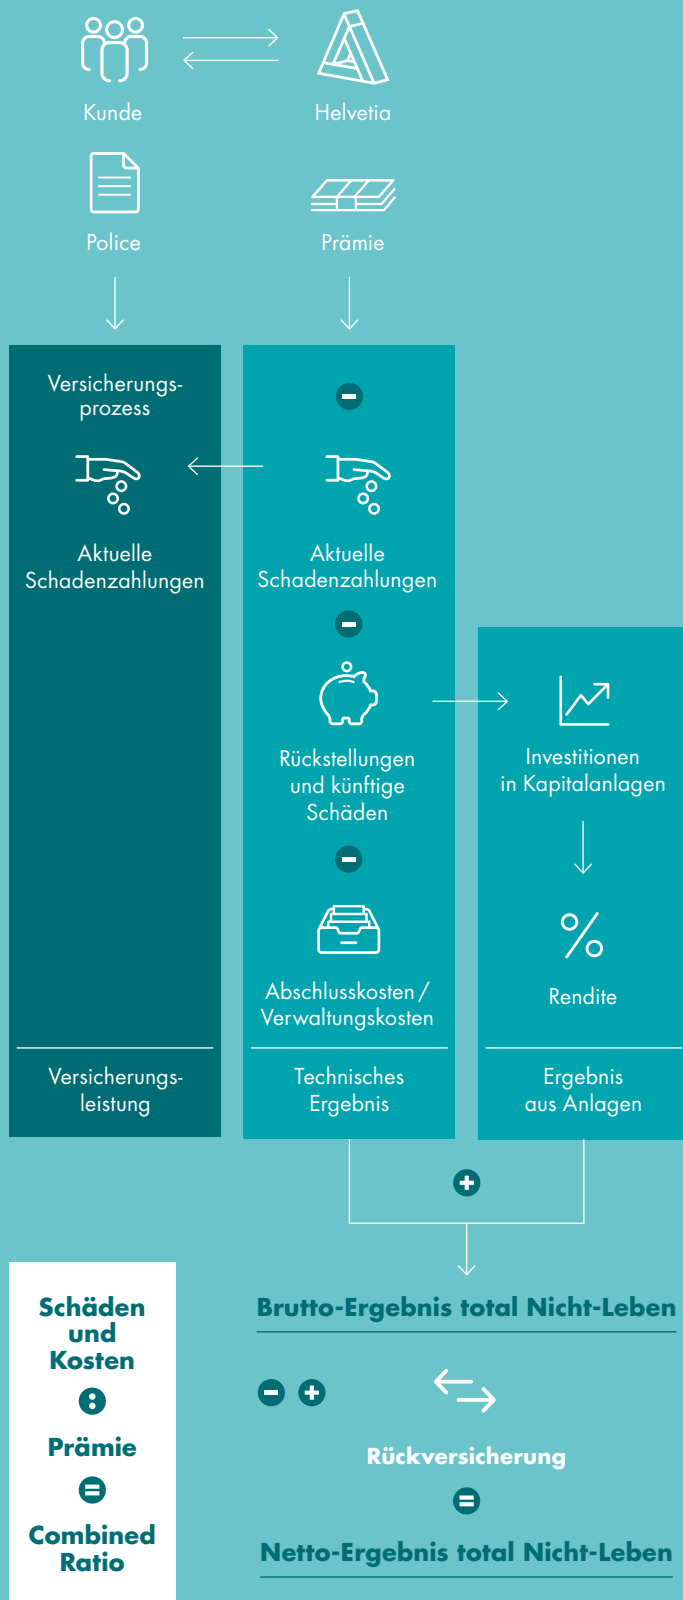 Kunde
Helvetia
Police
Prämie
Versicherungs-
prozess
Aktuelle
Schadenzahlungen
Versicherungs-
leistung
Aktuelle
Schadenzahlungen
Rückstellungen
und künftige
Schäden
Abschlusskosten /
Verwaltungskosten
Technisches
Ergebnis
Investitionen
in Kapitalanlagen
Rendite
Ergebnis
aus Anlagen
Schäden
und
Kosten
:
Prämie
=
Combined
Ratio
Brutto-Ergebnis total Nicht-Leben
Rückversicherung
=
Netto-Ergebnis total Nicht-Leben